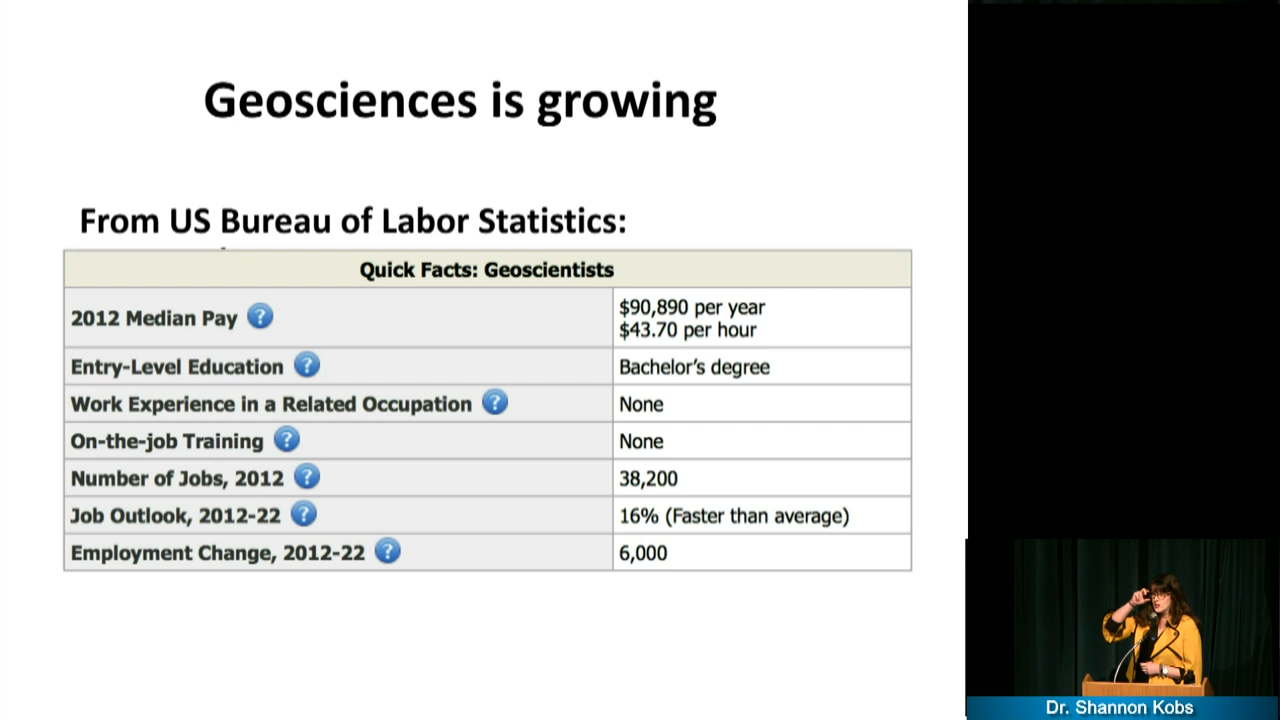 Geosciences is growing
From US Bureau of Labor Statistics:
Quick Facts: Geoscientists
2012 Median Pay ?
$90,890 per year
$43.70 per hour
Entry-Level Education ?
Bachelor’s degree
Work Experience in a Related Occupation ?
None
On-the-job Training ?
None
Number of Jobs, 2012 ?
38,200
Job Outlook, 2012-22 ?
16% (Faster than average)
Employment Change, 2012-22 ?
6,000
Dr. Shannon Kobs